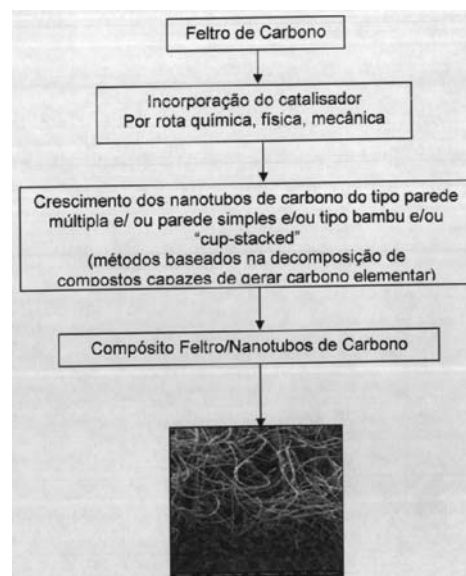 Feltro de Carbono
Incorporação do catalisador
Por rota química, física, mecânica
Crescimento dos nanotubos de carbono do tipo parede
múltipla e/ ou parede simples e/ou tipo bambu e/ou
“cup-stacked”
(métodos baseados na decomposição de
compostos capazes de gerar carbono elementar)
Compósito Feltro/Nanotubos de Carbono